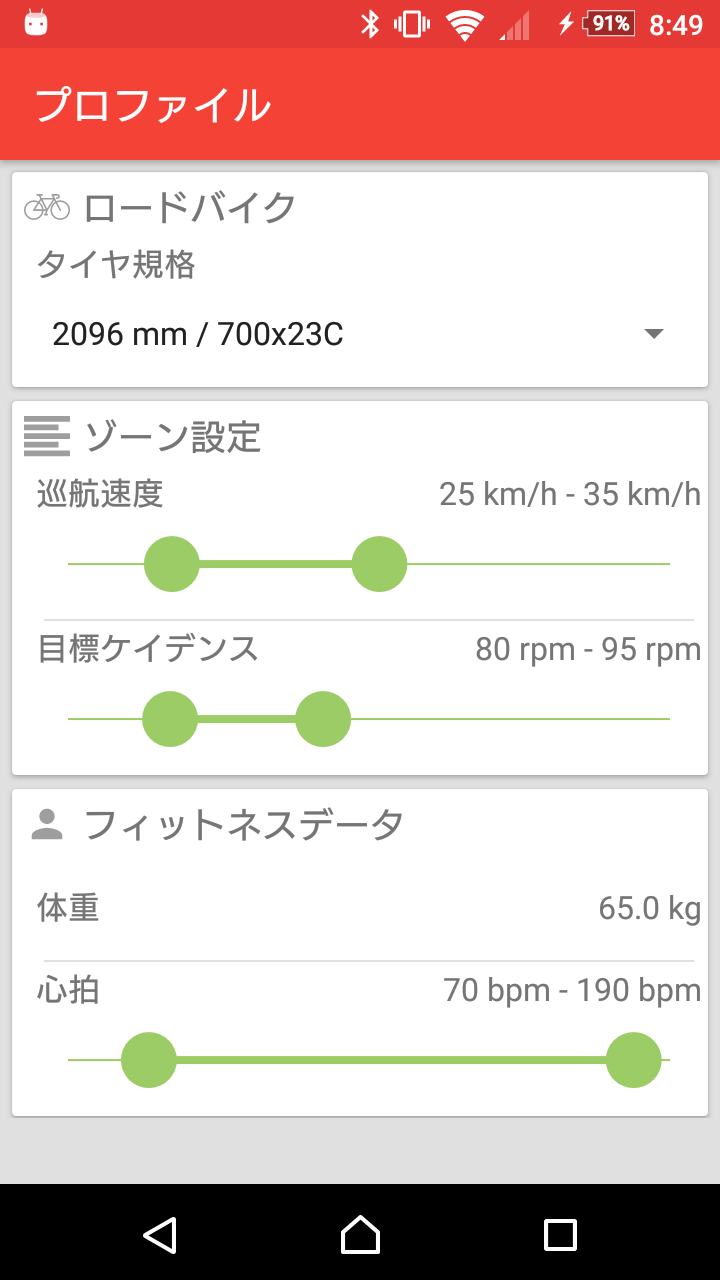 91% 8:49
プロファイル
ロードバイク
タイヤ規格
2096 mm / 700x23C
ゾーン設定
巡航速度 25 km/h - 35 km/h
目標ケイデンス 80 rpm - 95 rpm
フィットネスデータ
体重 65.0 kg
心拍 70 bpm - 190 bpm